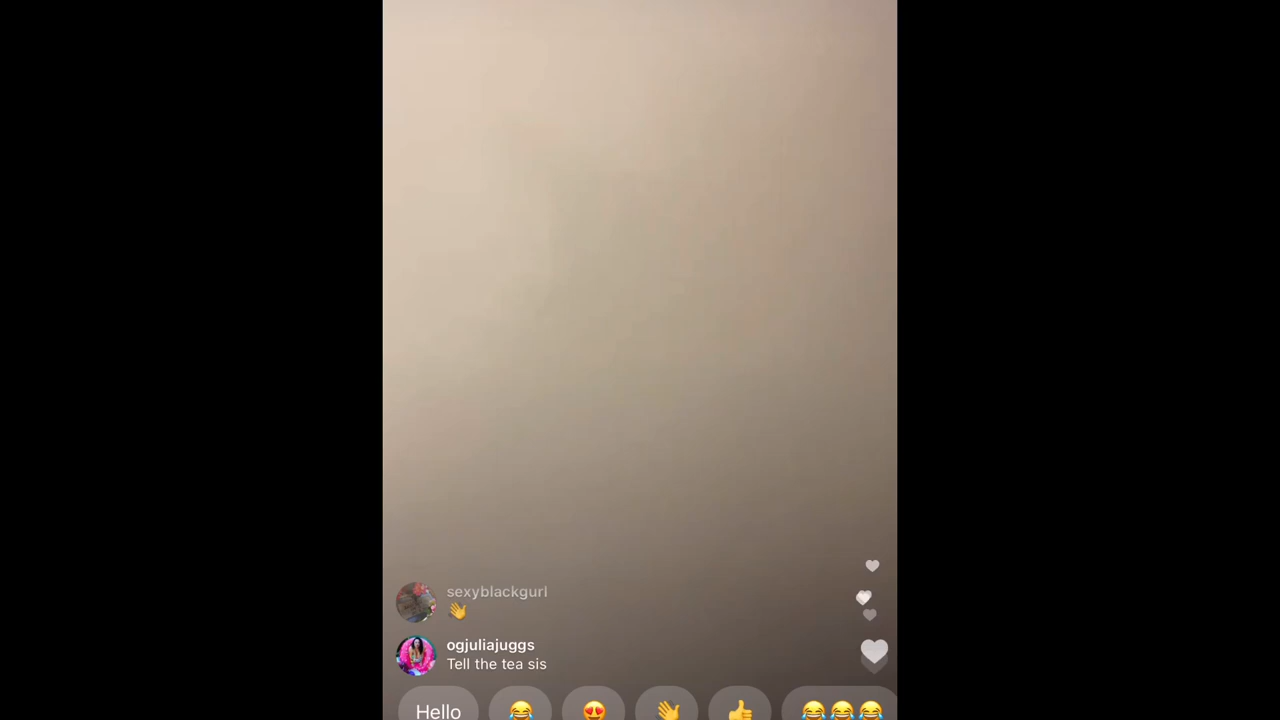 sexyblackgurl
👋
ogjuliajuggs
Tell the tea sis
Hello 😂 😍 👋 👍 😂😂😂